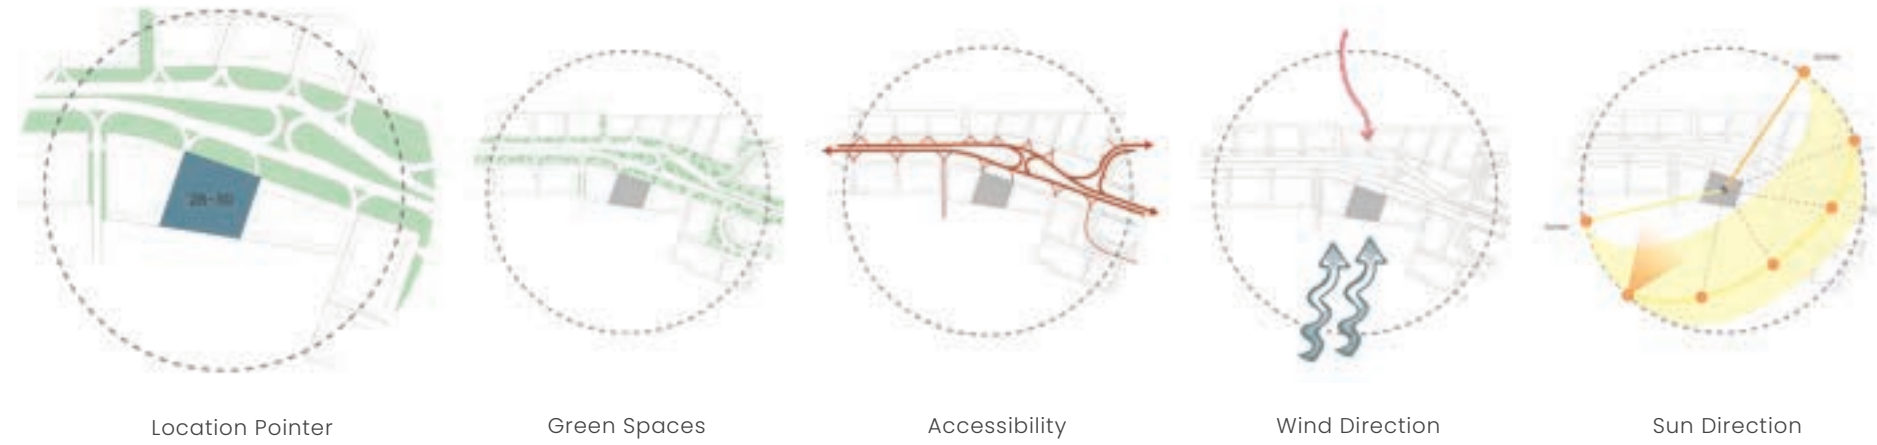 Location Pointer
Green Spaces
Accessibility
Wind Direction
Sun Direction